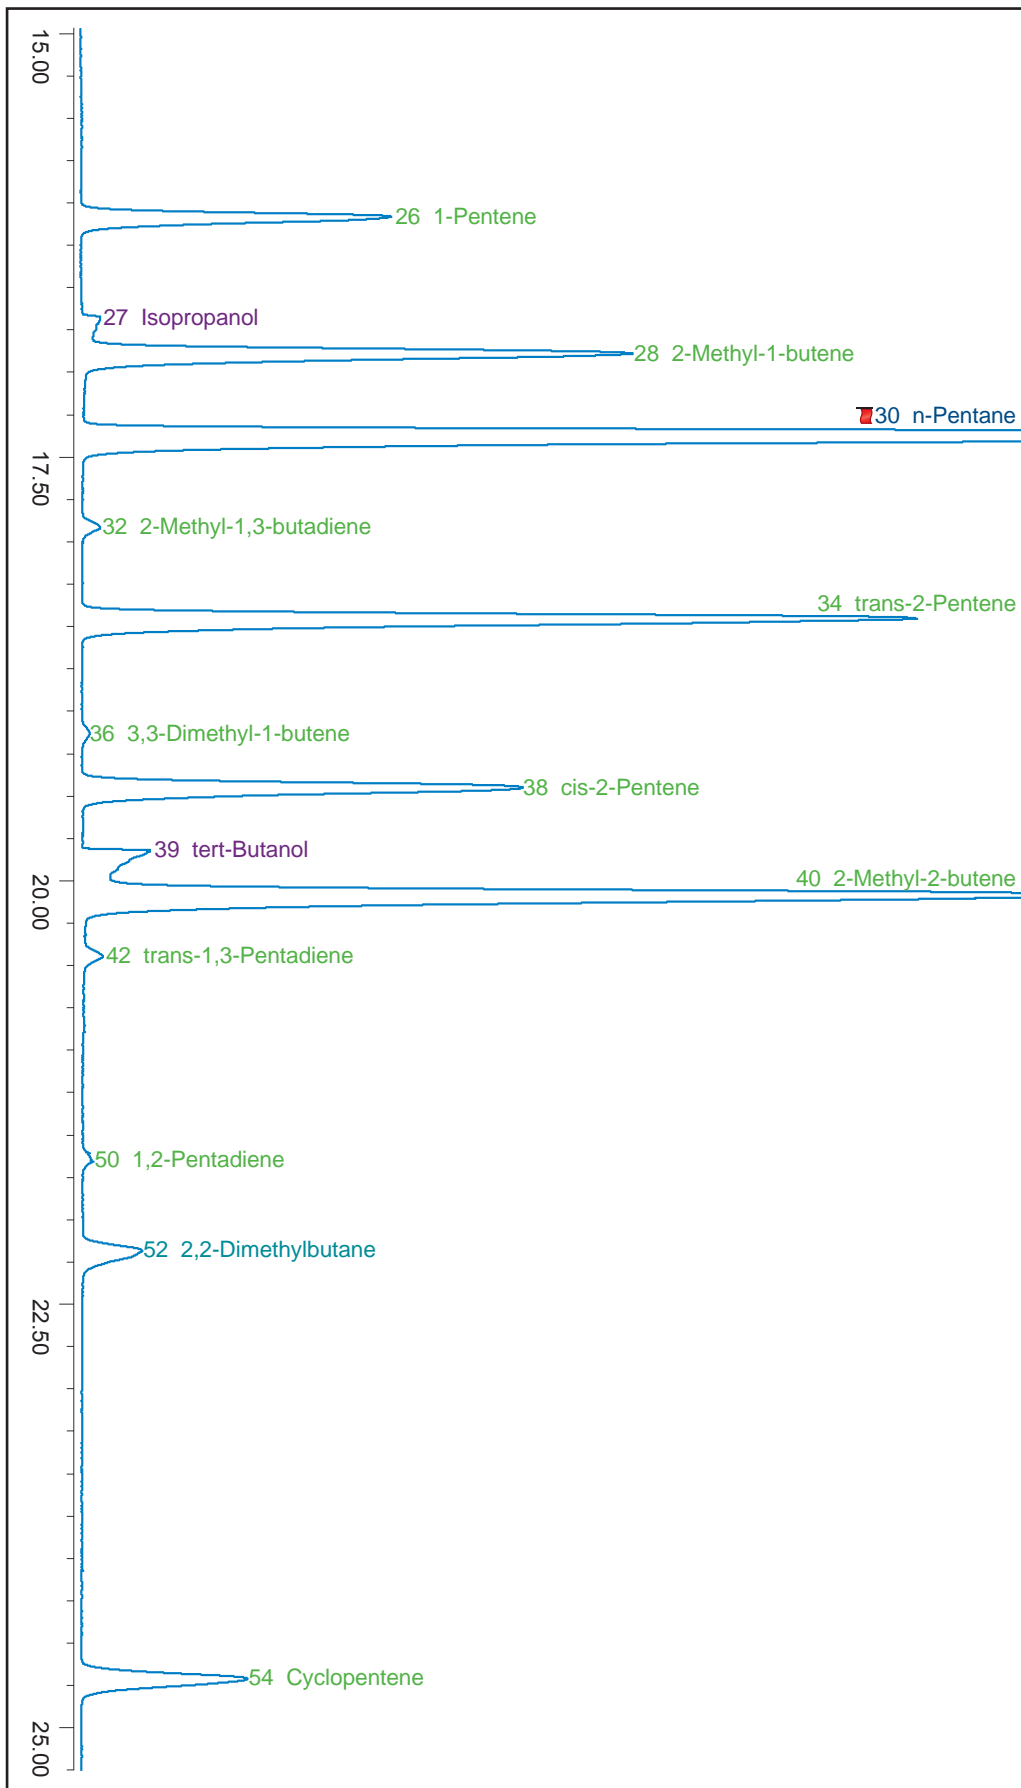 15.00
26 1-Pentene
27 Isopropanol
28 2-Methyl-1-butene
30 n-Pentane
17.50
32 2-Methyl-1,3-butadiene
34 trans-2-Pentene
36 3,3-Dimethyl-1-butene
38 cis-2-Pentene
39 tert-Butanol
40 2-Methyl-2-butene
20.00
42 trans-1,3-Pentadiene
50 1,2-Pentadiene
52 2,2-Dimethylbutane
22.50
54 Cyclopentene
25.00